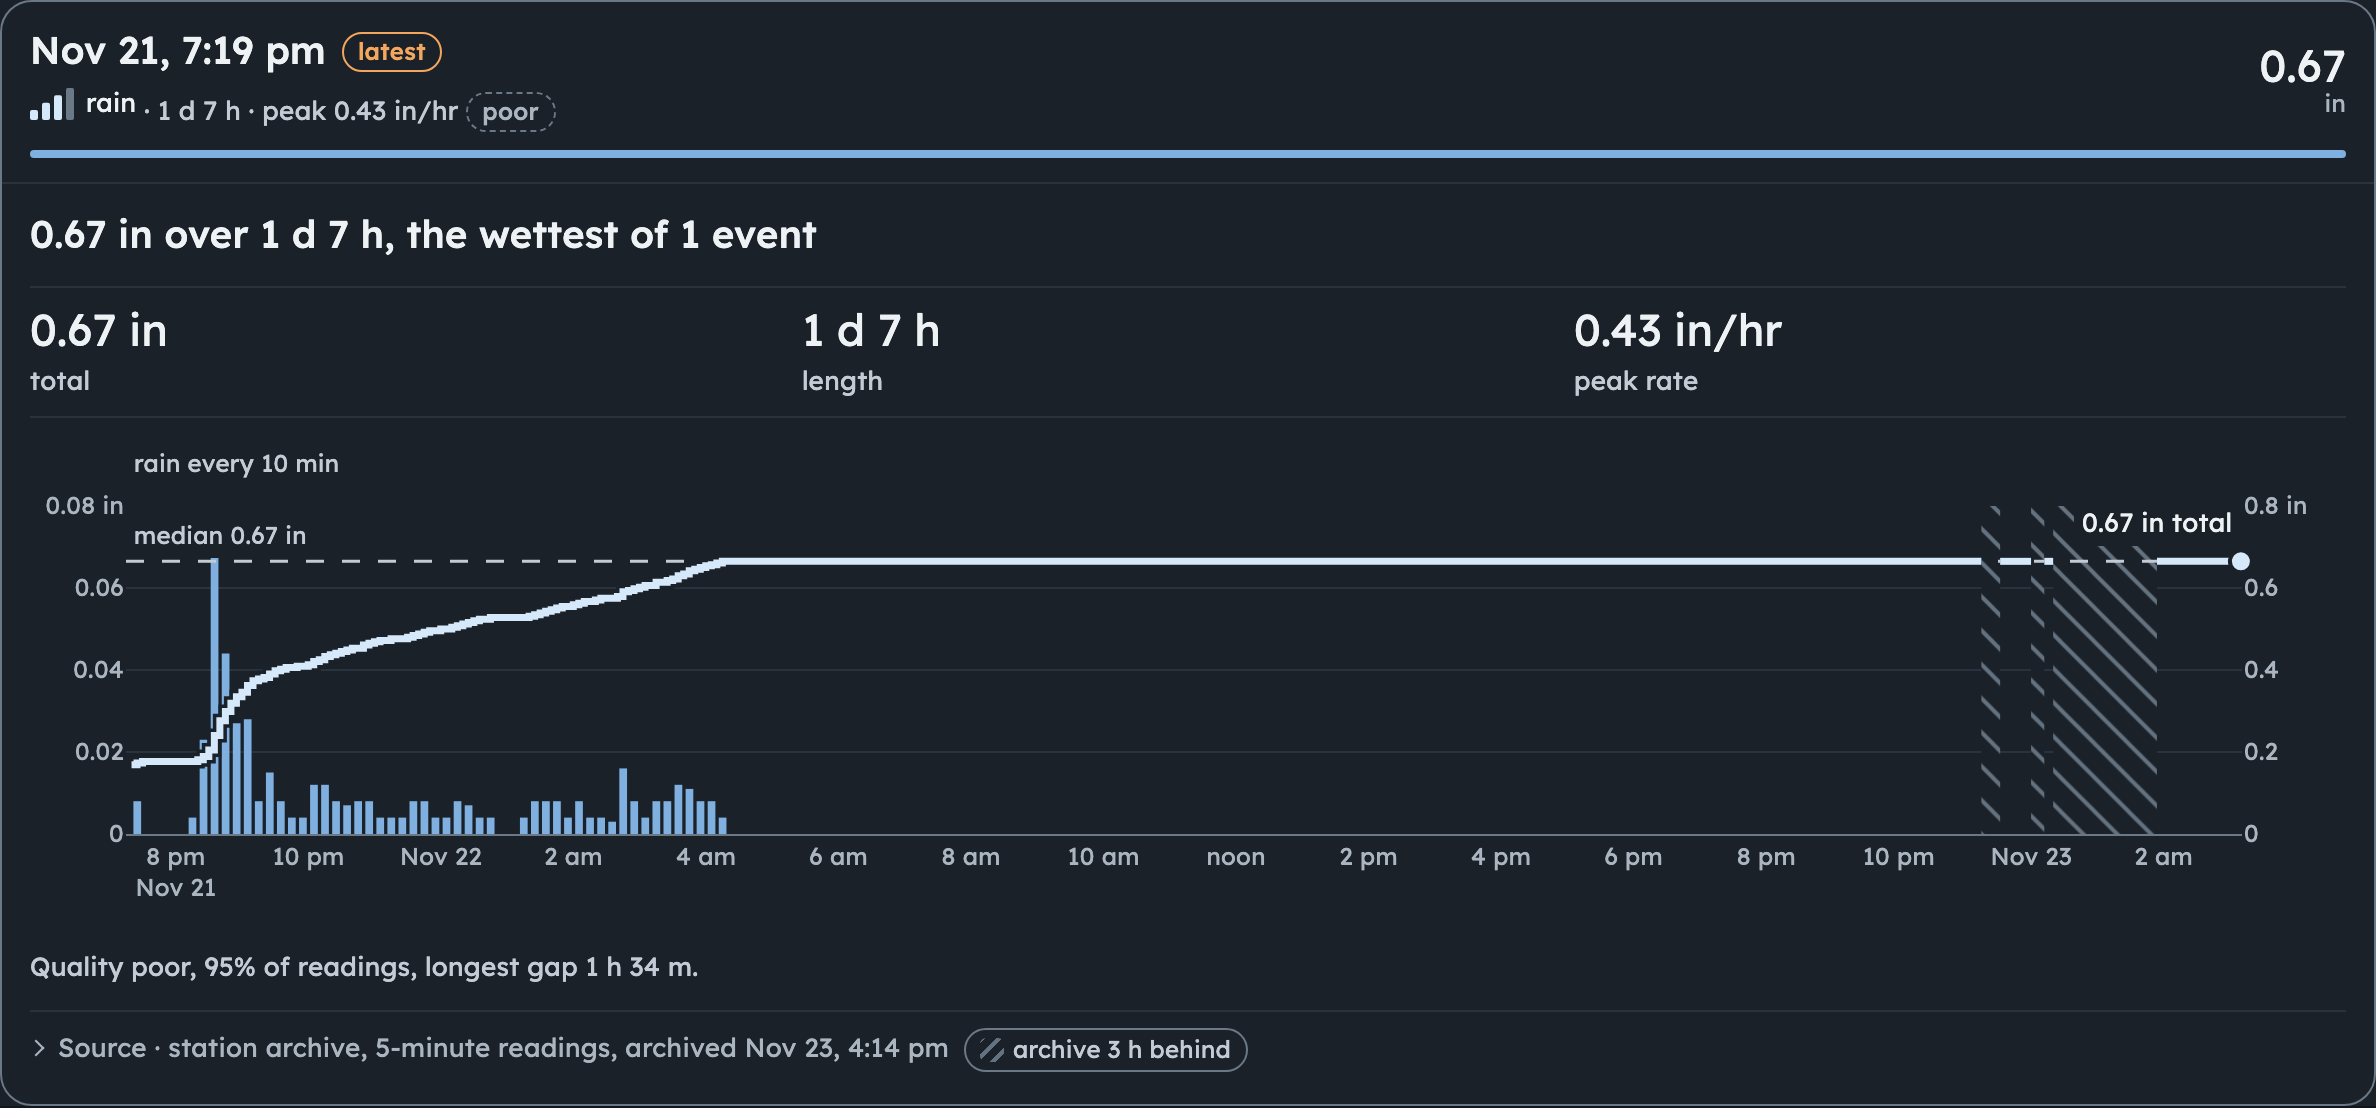 Nov 21, 7:19 pm latest
0.67
in
rain · 1 d 7 h · peak 0.43 in/hr poor
0.67 in over 1 d 7 h, the wettest of 1 event
0.67 in
total
1 d 7 h
length
0.43 in/hr
peak rate
rain every 10 min
0.08 in
0.8 in
median 0.67 in
0.67 in total
0.06
0.6
0.04
0.4
0.02
0.2
0
0
8 pm 10 pm Nov 22 2 am 4 am 6 am 8 am 10 am noon 2 pm 4 pm 6 pm 8 pm 10 pm Nov 23 2 am
Nov 21
Quality poor, 95% of readings, longest gap 1 h 34 m.
Source · station archive, 5-minute readings, archived Nov 23, 4:14 pm archive 3 h behind